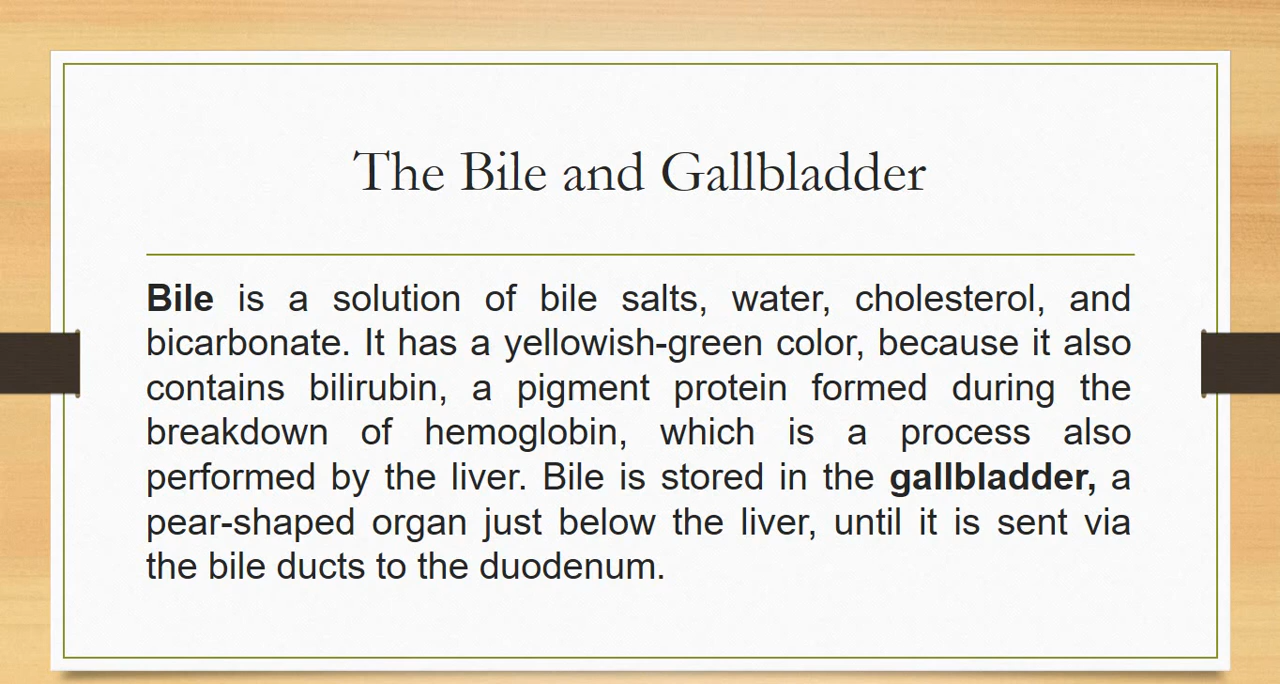 The Bile and Gallbladder
Bile is a solution of bile salts, water, cholesterol, and
bicarbonate. It has a yellowish-green color, because it also
contains bilirubin, a pigment protein formed during the
breakdown of hemoglobin, which is a process also
performed by the liver. Bile is stored in the gallbladder, a
pear-shaped organ just below the liver, until it is sent via
the bile ducts to the duodenum.